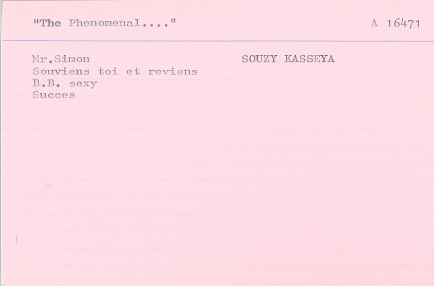 "The Phenomenal...." A 16471
Mr.Simon SOUZY KASSEYA
Souviens toi et reviens
B.B. sexy
Succes